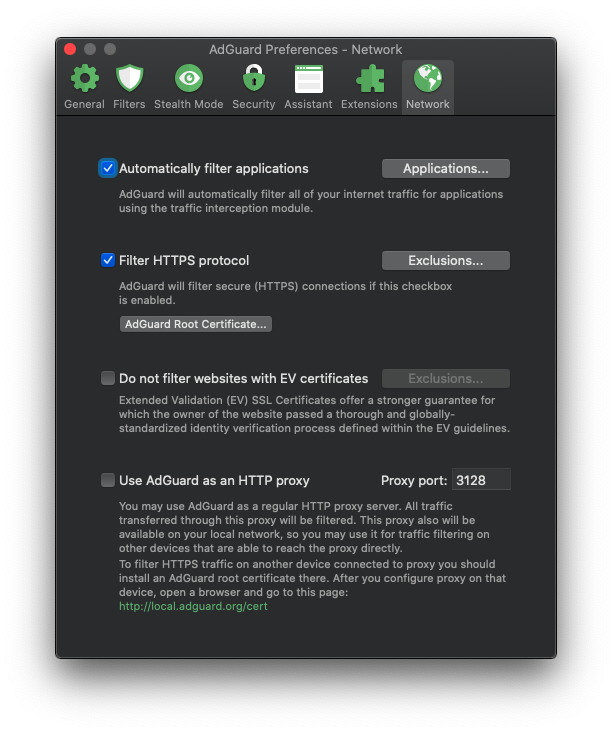 AdGuard Preferences - Network
General Filters Stealth Mode Security Assistant Extensions Network
Automatically filter applications Applications...
AdGuard will automatically filter all of your internet traffic for applications
using the traffic interception module.
Filter HTTPS protocol Exclusions...
AdGuard will filter secure (HTTPS) connections if this checkbox
is enabled.
AdGuard Root Certificate...
Do not filter websites with EV certificates Exclusions...
Extended Validation (EV) SSL Certificates offer a stronger guarantee for
which the owner of the website passed a thorough and globally-
standardized identity verification process defined within the EV guidelines.
Use AdGuard as an HTTP proxy Proxy port: 3128
You may use AdGuard as a regular HTTP proxy server. All traffic
transferred through this proxy will be filtered. This proxy also will be
available on your local network, so you may use it for traffic filtering on
other devices that are able to reach the proxy directly.
To filter HTTPS traffic on another device connected to proxy you should
install an AdGuard root certificate there. After you configure proxy on that
device, open a browser and go to this page:
http://local.adguard.org/cert